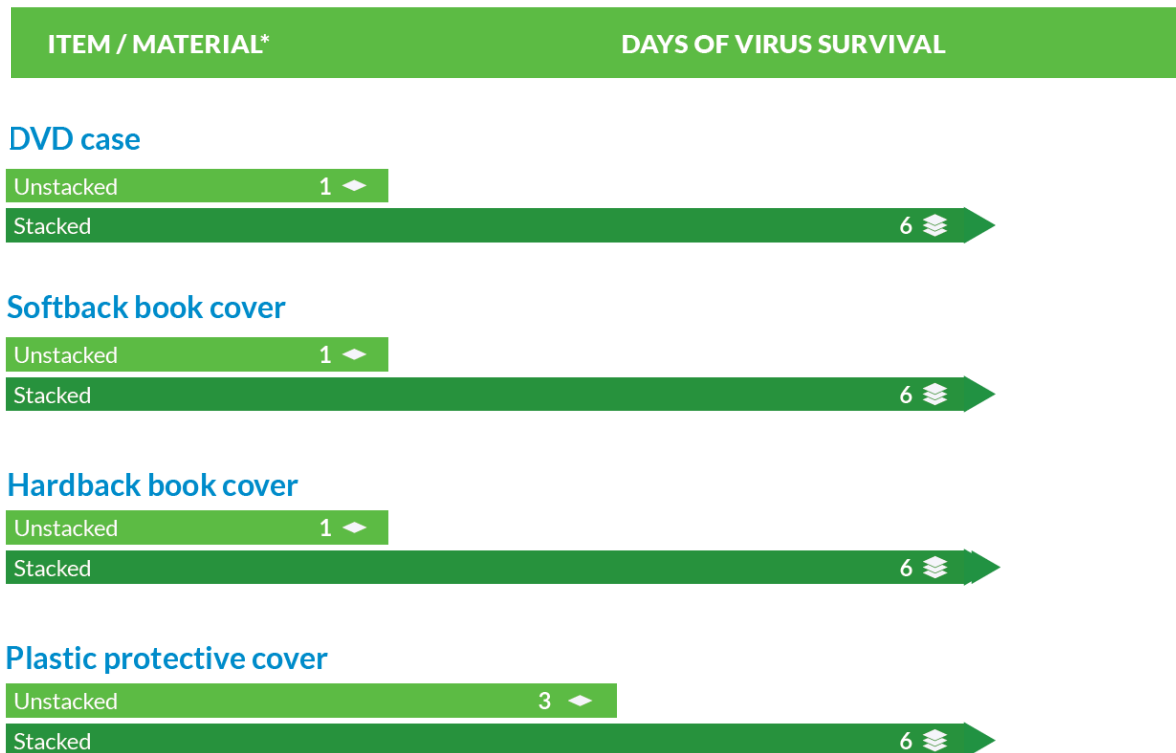 ITEM / MATERIAL* DAYS OF VIRUS SURVIVAL
DVD case
Unstacked 1
Stacked 6
Softback book cover
Unstacked 1
Stacked 6
Hardback book cover
Unstacked 1
Stacked 6
Plastic protective cover
Unstacked 3
Stacked 6